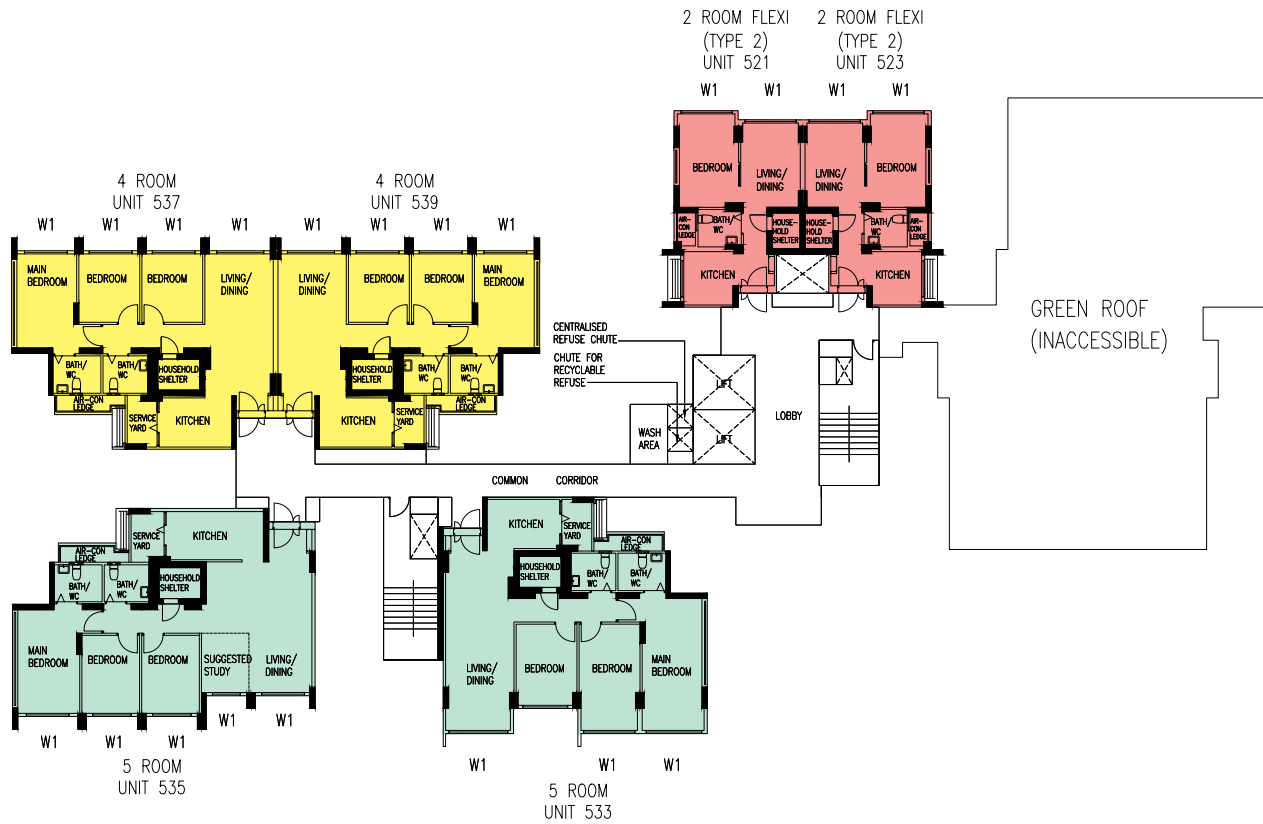 2 ROOM FLEXI
(TYPE 2)
UNIT 521
2 ROOM FLEXI
(TYPE 2)
UNIT 523
W1
W1
W1
W1
BEDROOM
LIVING/
DINING
LIVING/
DINING
BEDROOM
AIR-
CON
LEDGE
BATH/
WC
HOUSE-
HOLD
SHELTER
HOUSE-
HOLD
SHELTER
BATH/
WC
AIR-
CON
LEDGE
KITCHEN
KITCHEN
4 ROOM
UNIT 537
4 ROOM
UNIT 539
W1
W1
W1
W1
W1
W1
W1
W1
MAIN
BEDROOM
BEDROOM
BEDROOM
LIVING/
DINING
LIVING/
DINING
BEDROOM
BEDROOM
MAIN
BEDROOM
BATH/
WC
BATH/
WC
HOUSEHOLD
SHELTER
HOUSEHOLD
SHELTER
BATH/
WC
BATH/
WC
AIR-CON
LEDGE
SERVICE
YARD
KITCHEN
KITCHEN
SERVICE
YARD
AIR-CON
LEDGE
CENTRALISED
REFUSE CHUTE
CHUTE FOR
RECYCLABLE
REFUSE
LIFT
LIFT
WASH
AREA
LOBBY
GREEN ROOF
(INACCESSIBLE)
COMMON CORRIDOR
KITCHEN
SERVICE
YARD
AIR-CON
LEDGE
HOUSEHOLD
SHELTER
BATH/
WC
BATH/
WC
MAIN
BEDROOM
BEDROOM
BEDROOM
SUGGESTED
STUDY
LIVING/
DINING
W1
W1
W1
W1
W1
5 ROOM
UNIT 535
KITCHEN
SERVICE
YARD
AIR-CON
LEDGE
HOUSEHOLD
SHELTER
BATH/
WC
BATH/
WC
LIVING/
DINING
BEDROOM
BEDROOM
MAIN
BEDROOM
W1
W1
W1
5 ROOM
UNIT 533